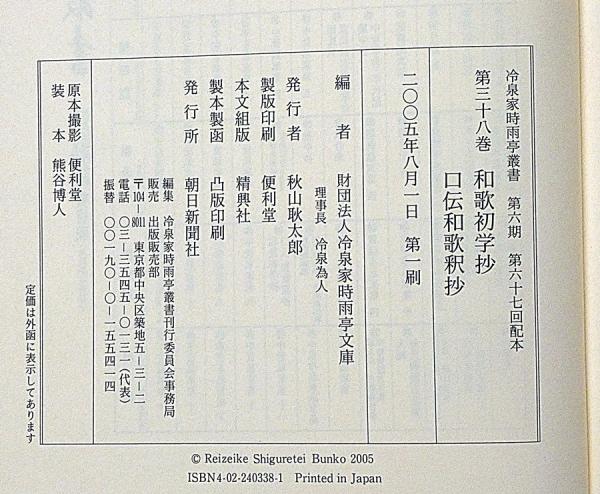 冷泉家時雨亭叢書　第六期　第六十七回配本
第三十八巻　和歌初学抄
口伝和歌釈抄
二〇〇五年八月一日　第一刷
編者　財団法人冷泉家時雨亭文庫
理事長　冷泉為人
発行者　秋山耿太郎
製版印刷　便利堂
本文組版　精興社
製本製函　凸版印刷
発行所　朝日新聞社
編集　冷泉家時雨亭叢書刊行委員会事務局
販売　出版販売部
〒104-8011　東京都中央区築地五-三-二
電話　〇三-三五四五-〇一三一（代表）
振替　〇〇一九〇-〇-一五五四一四
原本撮影　便利堂
装本　熊谷博人
定価は外函に表示してあります
© Reizeike Shiguretei Bunko 2005
ISBN4-02-240338-1 Printed in Japan